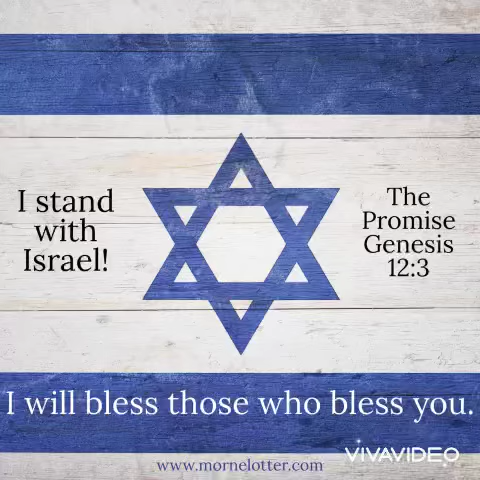 I stand
with
Israel!
The
Promise
Genesis
12:3
I will bless those who bless you.
VIVAVIDEO
www.mornelotter.com